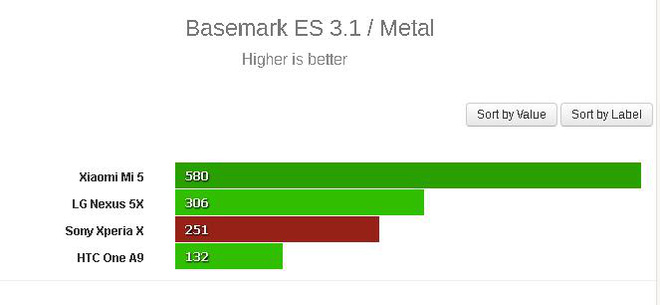 Basemark ES 3.1 / Metal
Higher is better
Sort by Value Sort by Label
Xiaomi Mi 5 580
LG Nexus 5X 306
Sony Xperia X 251
HTC One A9 132